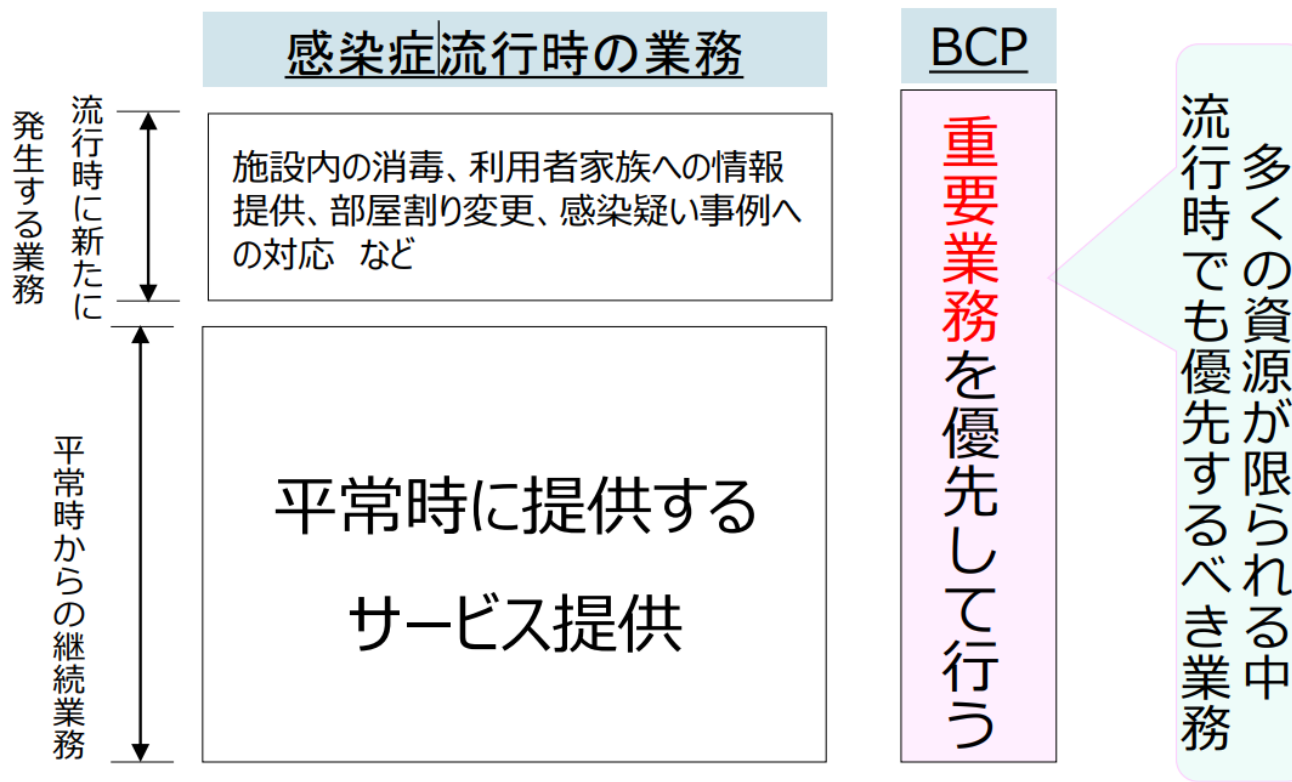 感染症流行時の業務
BCP
流行時に新たに
発生する業務
施設内の消毒、利用者家族への情報
提供、部屋割り変更、感染疑い事例へ
の対応　など
平常時からの継続業務
平常時に提供する
サービス提供
重要業務を優先して行う
多くの資源が限られる中
流行時でも優先するべき業務